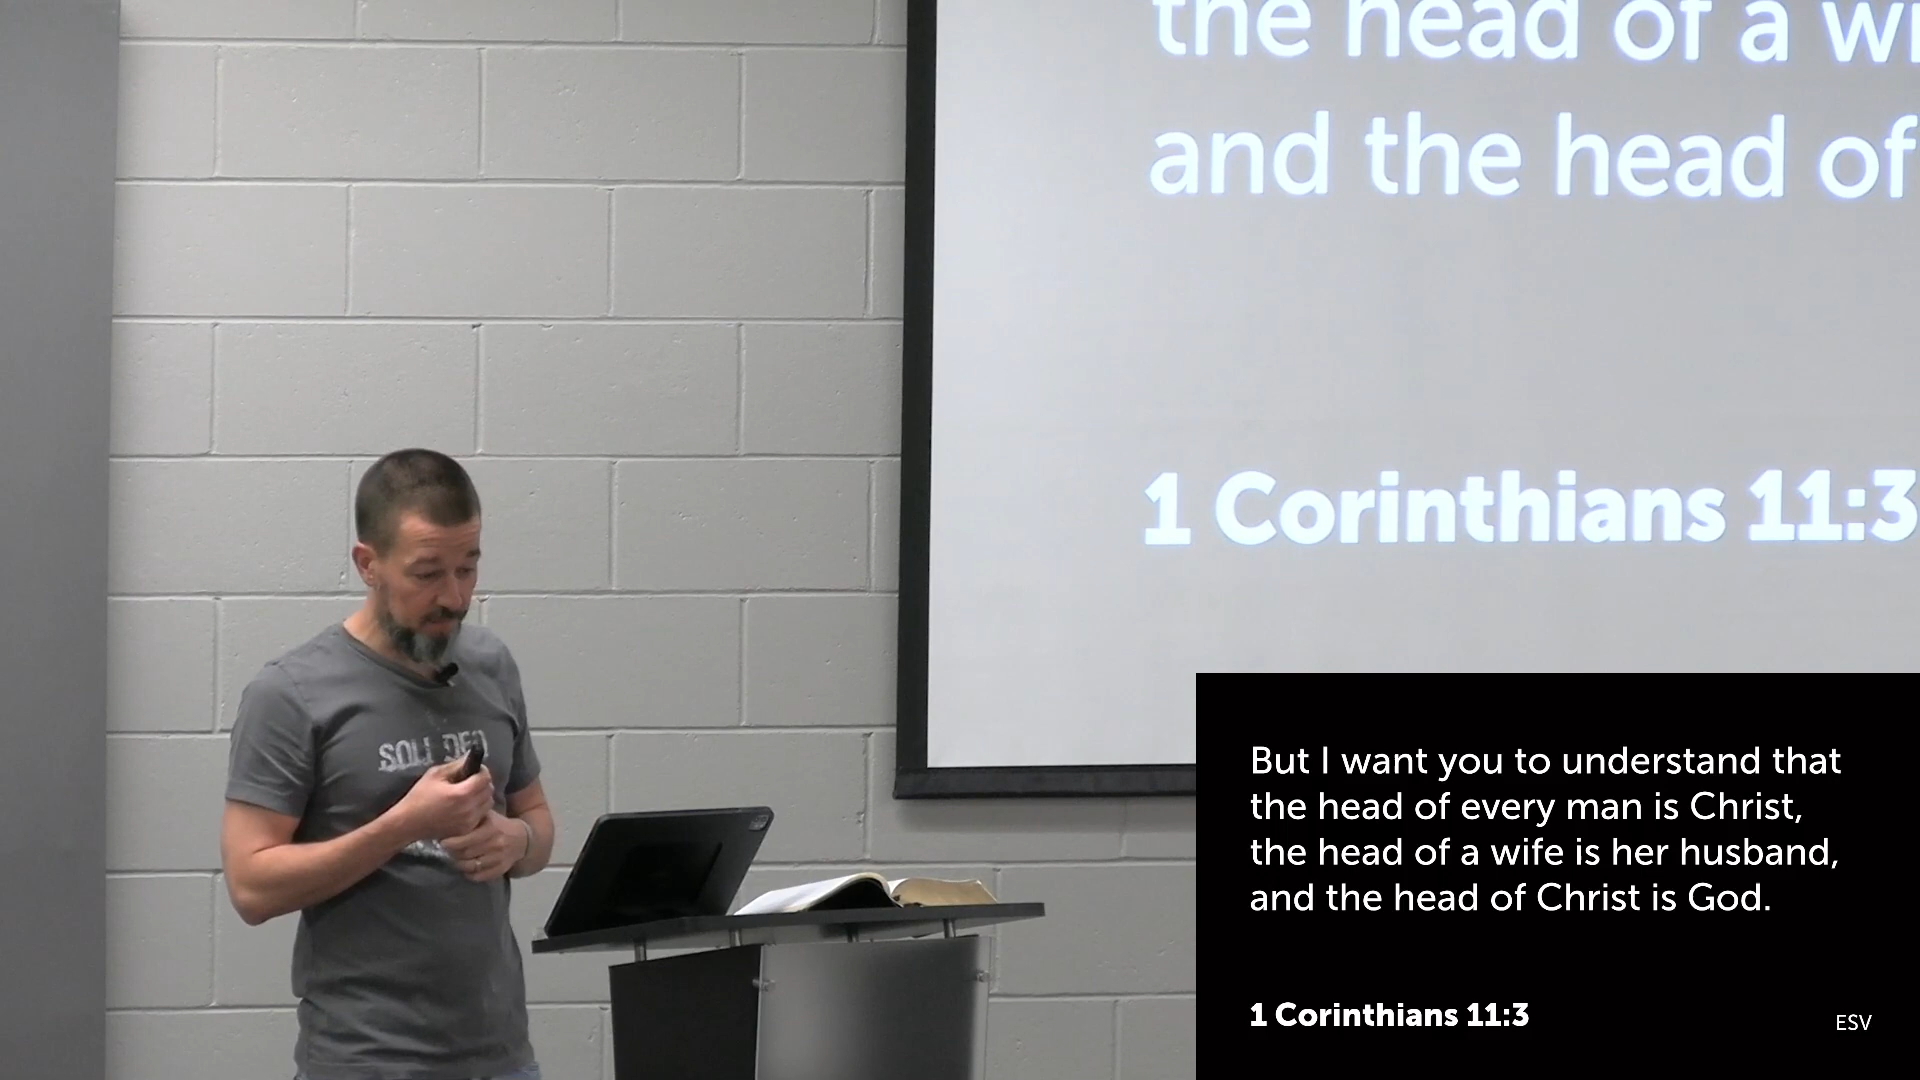 the head of a wi
and the head of
1 Corinthians 11:3
SOLI DEO
But I want you to understand that
the head of every man is Christ,
the head of a wife is her husband,
and the head of Christ is God.
1 Corinthians 11:3
ESV